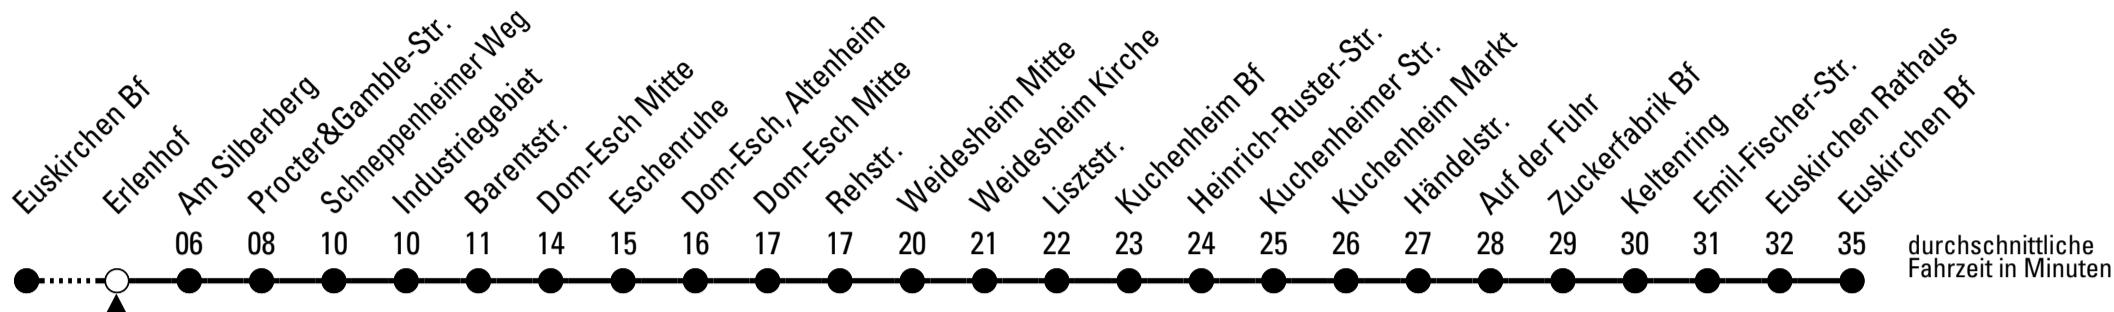 Euskirchen Bf
Erlenhof
Am Silberberg
Procter&Gamble-Str.
Schneppenheimer Weg
Industriegebiet
Barentstr.
Dom-Esch Mitte
Eschenruhe
Dom-Esch, Altenheim
Dom-Esch Mitte
Rehstr.
Weidesheim Mitte
Weidesheim Kirche
Lisztstr.
Kuchenheim Bf
Heinrich-Ruster-Str.
Kuchenheimer Str.
Kuchenheim Markt
Händelstr.
Auf der Fuhr
Zuckerfabrik Bf
Keltenring
Emil-Fischer-Str.
Euskirchen Rathaus
Euskirchen Bf
06 08 10 10 11 14 15 16 17 17 20 21 22 23 24 25 26 27 28 29 30 31 32 35
durchschnittliche
Fahrzeit in Minuten